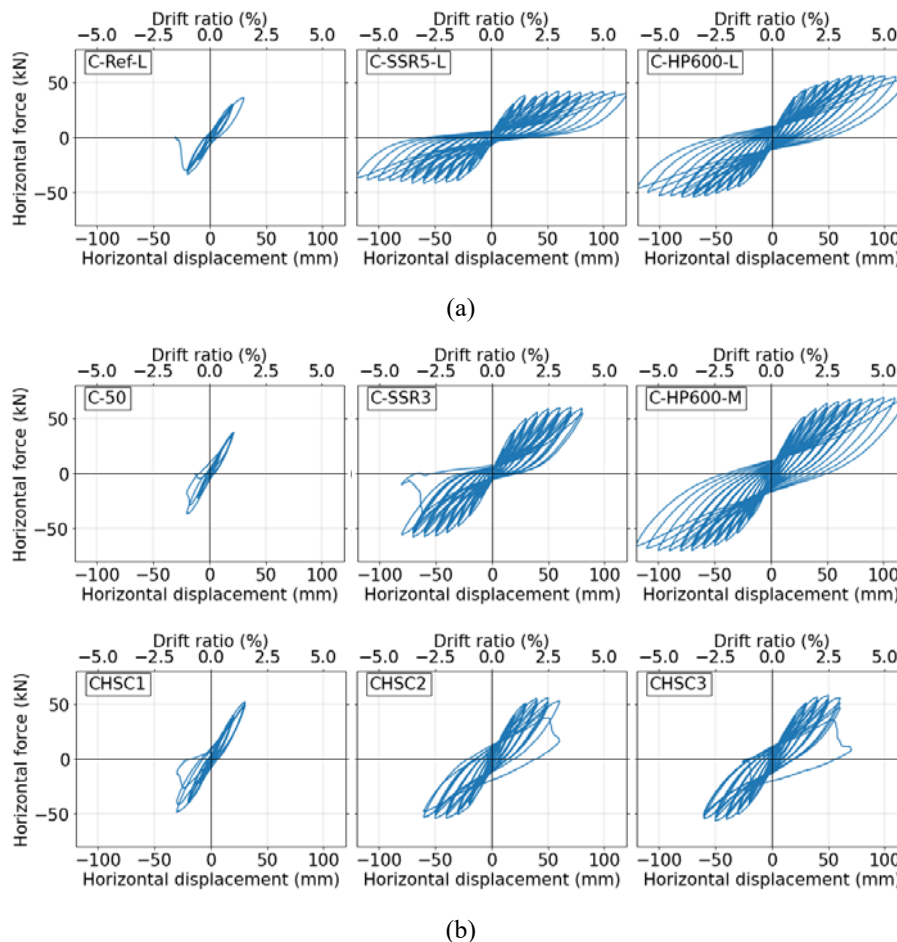 Drift ratio (%) Drift ratio (%) Drift ratio (%)
−5.0 −2.5 0.0 2.5 5.0 −5.0 −2.5 0.0 2.5 5.0 −5.0 −2.5 0.0 2.5 5.0
C-Ref-L C-SSR5-L C-HP600-L
Horizontal force (kN)
50
0
−50
−100 −50 0 50 100 −100 −50 0 50 100 −100 −50 0 50 100
Horizontal displacement (mm) Horizontal displacement (mm) Horizontal displacement (mm)
(a)
Drift ratio (%) Drift ratio (%) Drift ratio (%)
−5.0 −2.5 0.0 2.5 5.0 −5.0 −2.5 0.0 2.5 5.0 −5.0 −2.5 0.0 2.5 5.0
C-50 C-SSR3 C-HP600-M
Horizontal force (kN)
50
0
−50
−100 −50 0 50 100 −100 −50 0 50 100 −100 −50 0 50 100
Horizontal displacement (mm) Horizontal displacement (mm) Horizontal displacement (mm)
Drift ratio (%) Drift ratio (%) Drift ratio (%)
−5.0 −2.5 0.0 2.5 5.0 −5.0 −2.5 0.0 2.5 5.0 −5.0 −2.5 0.0 2.5 5.0
CHSC1 CHSC2 CHSC3
Horizontal force (kN)
50
0
−50
−100 −50 0 50 100 −100 −50 0 50 100 −100 −50 0 50 100
Horizontal displacement (mm) Horizontal displacement (mm) Horizontal displacement (mm)
(b)